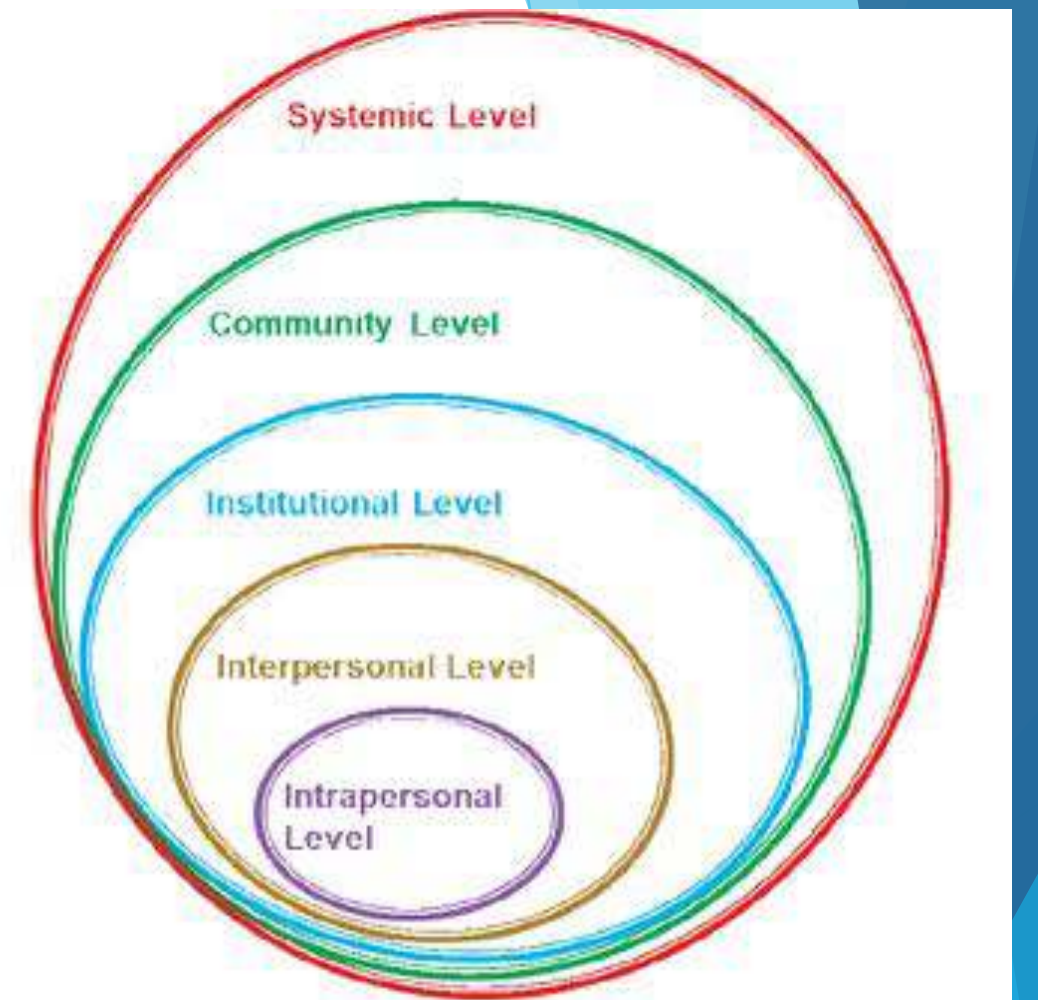 Systemic Level
Community Level
Institutional Level
Interpersonal Level
Intrapersonal
Level